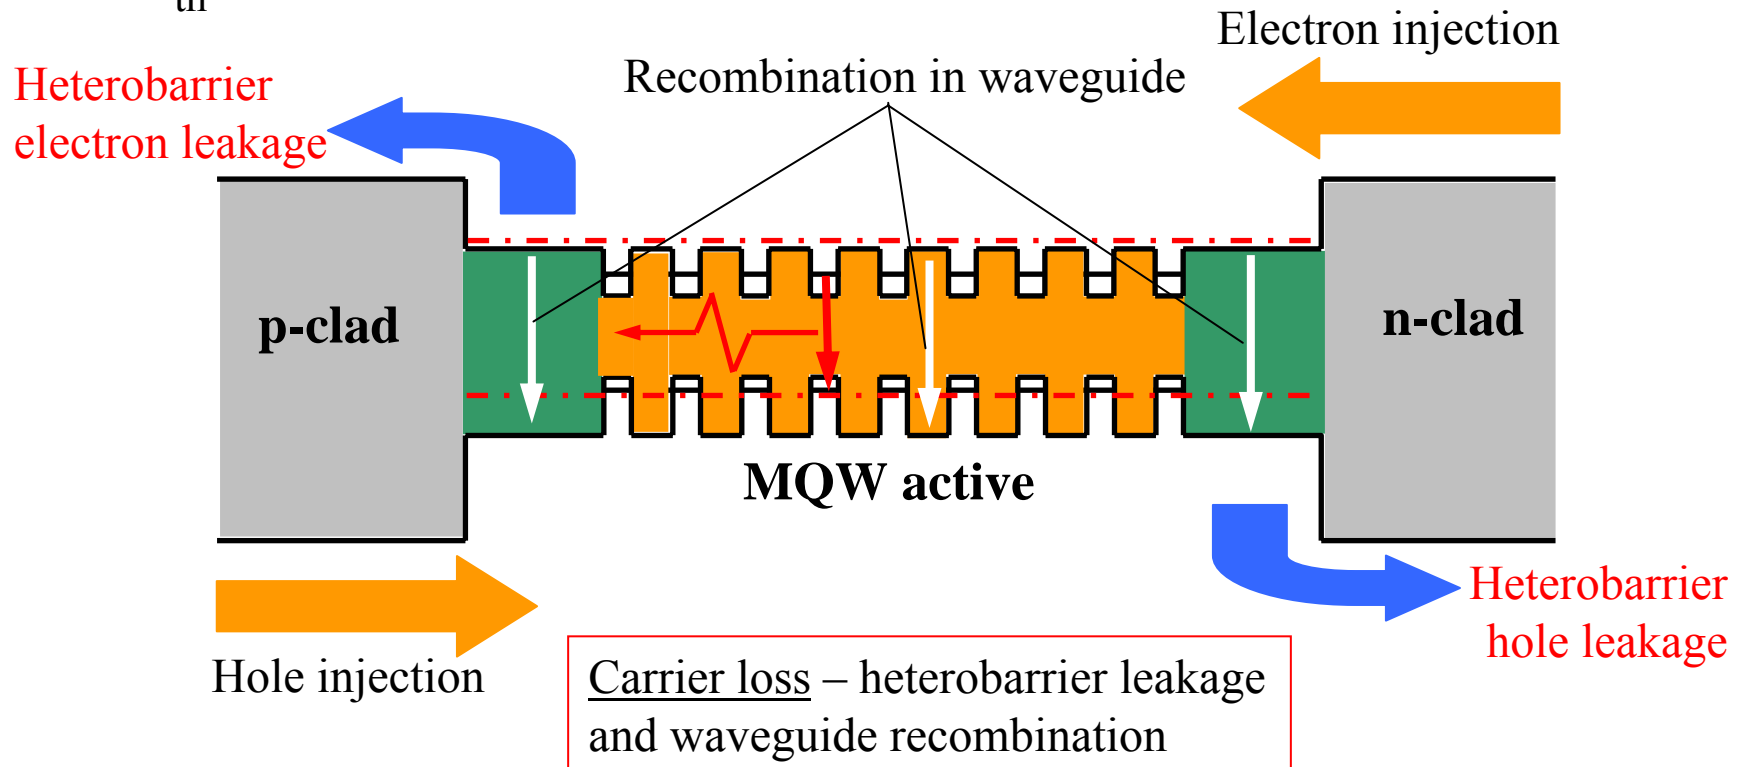 th
Electron injection
Heterobarrier
electron leakage
Recombination in waveguide
p-clad
n-clad
MQW active
Hole injection
Heterobarrier
hole leakage
Carrier loss – heterobarrier leakage
and waveguide recombination